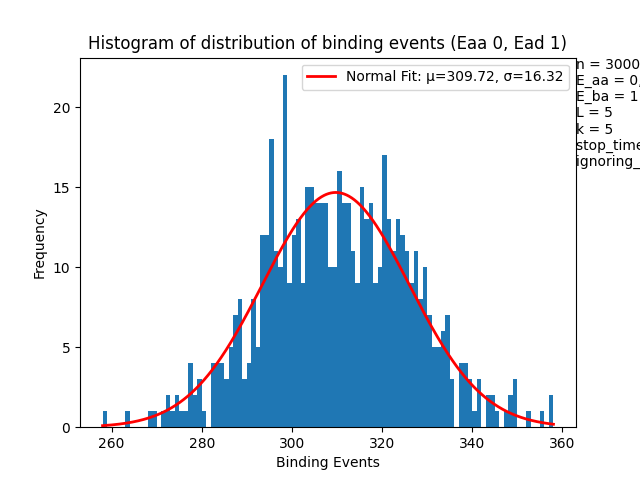 Histogram of distribution of binding events (Eaa 0, Ead 1)
Normal Fit: μ=309.72, σ=16.32
n = 3000
E_aa = 0,
E_ba = 1
L = 5
k = 5
stop_time
ignoring_
Frequency
20
15
10
5
0
260 280 300 320 340 360
Binding Events